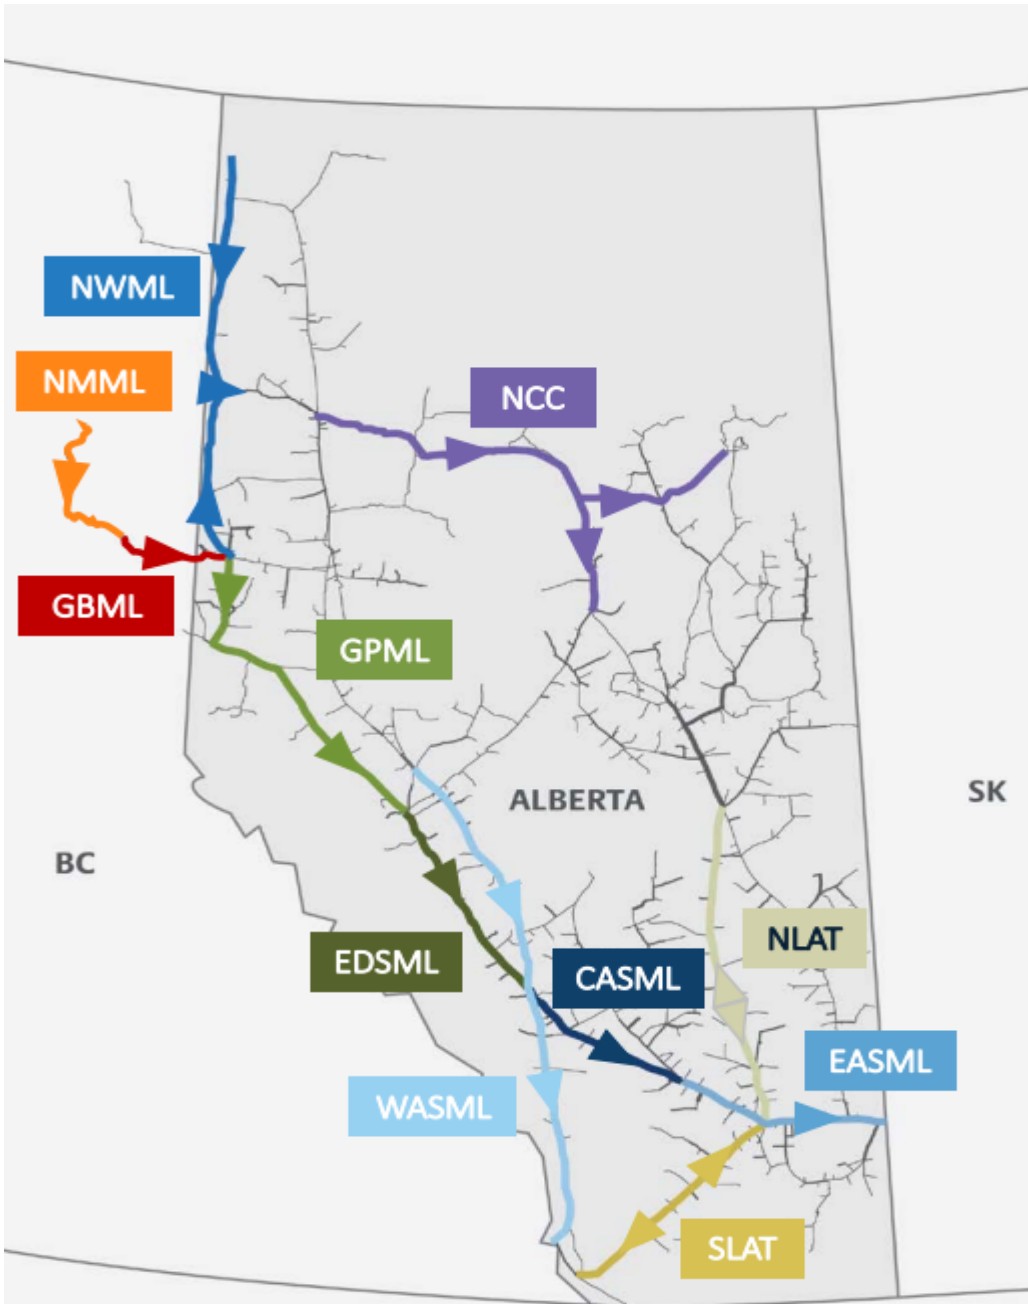 NWML
NMML
NCC
GBML
GPML
ALBERTA
SK
BC
NLAT
EDSML
CASML
EASML
WASML
SLAT